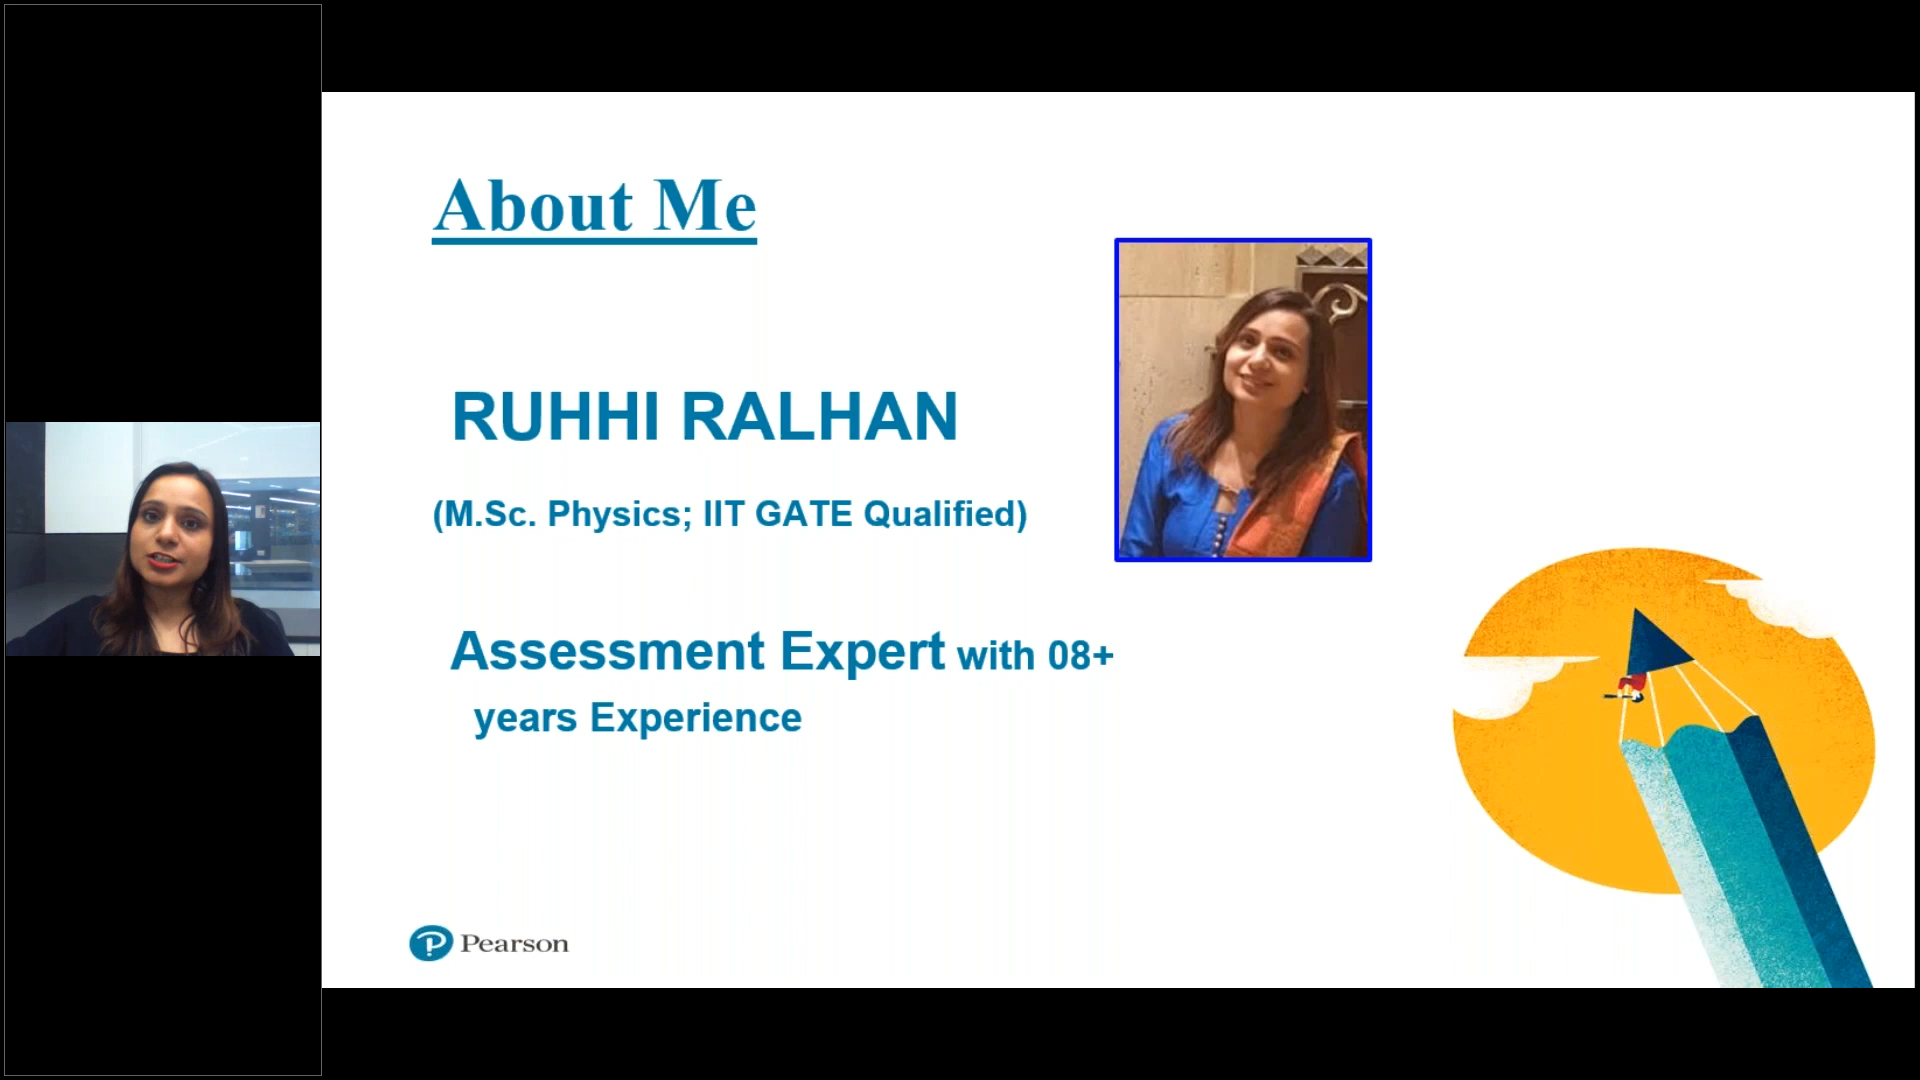 About Me
RUHHI RALHAN
(M.Sc. Physics; IIT GATE Qualified)
Assessment Expert with 08+
years Experience
Pearson